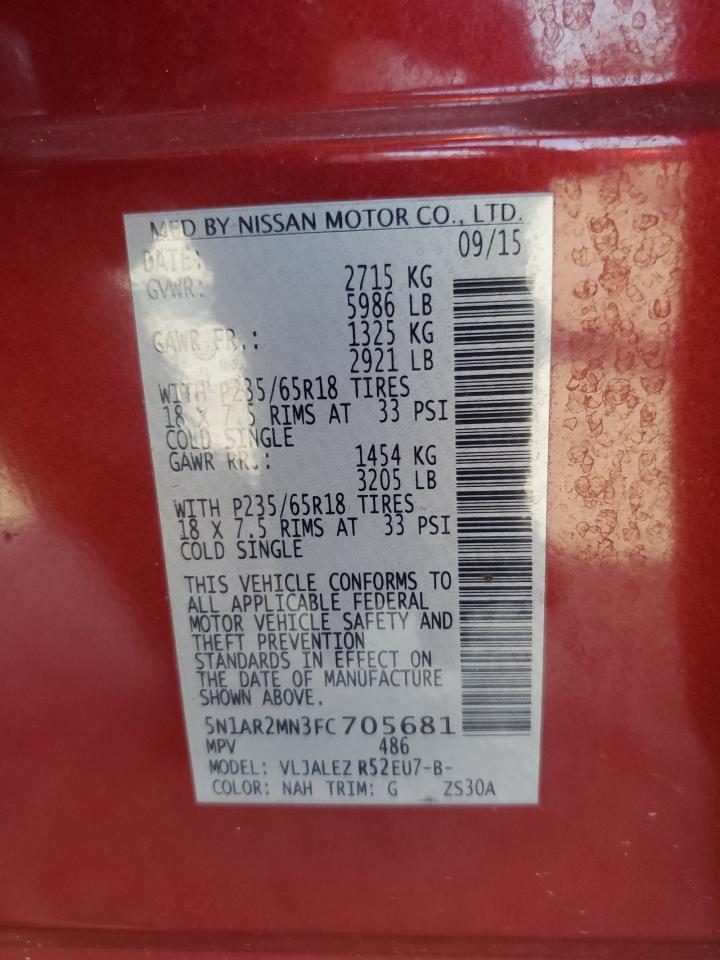 MFD BY NISSAN MOTOR CO., LTD.
DATE: 09/15
GVWR: 2715 KG
5986 LB
GAWR FR.: 1325 KG
2921 LB
WITH P235/65R18 TIRES
18 X 7.5 RIMS AT 33 PSI
COLD SINGLE
GAWR RR.: 1454 KG
3205 LB
WITH P235/65R18 TIRES
18 X 7.5 RIMS AT 33 PSI
COLD SINGLE
THIS VEHICLE CONFORMS TO
ALL APPLICABLE FEDERAL
MOTOR VEHICLE SAFETY AND
THEFT PREVENTION
STANDARDS IN EFFECT ON
THE DATE OF MANUFACTURE
SHOWN ABOVE.
5N1AR2MN3FC705681
MPV 486
MODEL: VLJALEZ R52EU7-B-
COLOR: NAH TRIM: G ZS30A